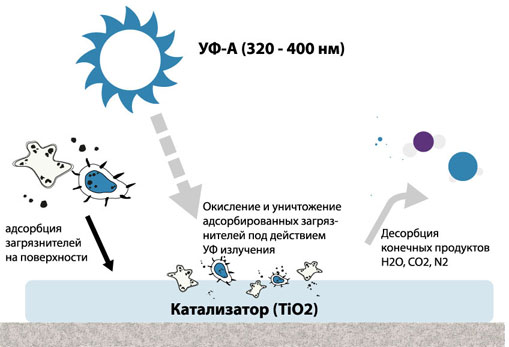 УФ-А (320 - 400 нм)
адсорбция
загрязнителей
на поверхности
Окисление и уничтожение
адсорбированных загряз-
нителей под действием
УФ излучения
Десорбция
конечных продуктов
H2O, CO2, N2
Катализатор (TiO2)